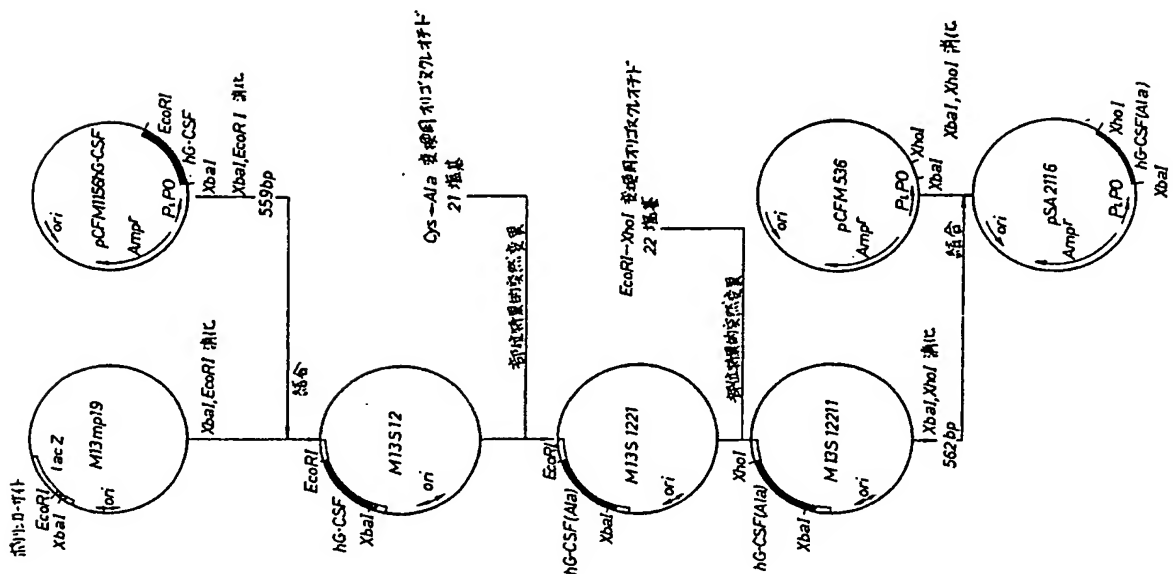 ポリリンカーサイト
EcoRI
XbaI
lacZ
M13mp19
ori
XbaI, EcoRI 消化
ori
pCFM1156hG-CSF
Ampʳ
PLPO
EcoRI
hG-CSF
XbaI
XbaI, EcoRI 消化
559bp
結合
EcoRI
hG-CSF
XbaI
M13S12
ori
Cys→Ala 変換用オリゴヌクレオチド
21 塩基
部位特異的突然変異
EcoRI
hG-CSF(Ala)
XbaI
M13S1221
ori
EcoRI→XhoI 変換用オリゴヌクレオチド
22 塩基
部位特異的突然変異
XhoI
hG-CSF(Ala)
XbaI
M13S12211
ori
XbaI, XhoI 消化
562bp
ori
pCFM536
Ampʳ
PLPO
XhoI
XbaI
XbaI, XhoI 消化
結合
ori
pSA2116
Ampʳ
PLPO
XhoI
hG-CSF(Ala)
XbaI